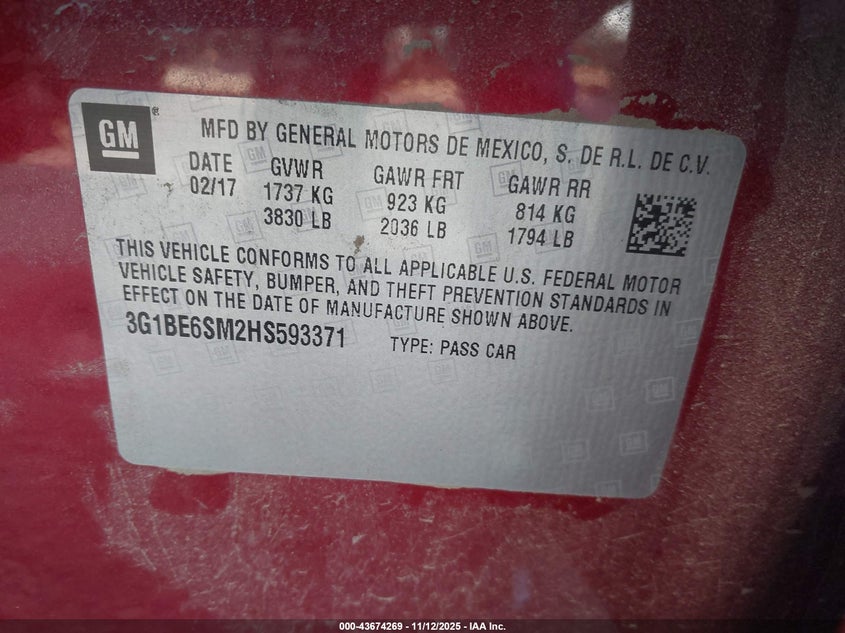 GM ®
MFD BY GENERAL MOTORS DE MEXICO, S. DE R.L. DE C.V.
DATE GVWR GAWR FRT GAWR RR
02/17 1737 KG 923 KG 814 KG
3830 LB 2036 LB 1794 LB
THIS VEHICLE CONFORMS TO ALL APPLICABLE U.S. FEDERAL MOTOR
VEHICLE SAFETY, BUMPER, AND THEFT PREVENTION STANDARDS IN
EFFECT ON THE DATE OF MANUFACTURE SHOWN ABOVE.
3G1BE6SM2HS593371 TYPE: PASS CAR
000-43674269 - 11/12/2025 - IAA Inc.